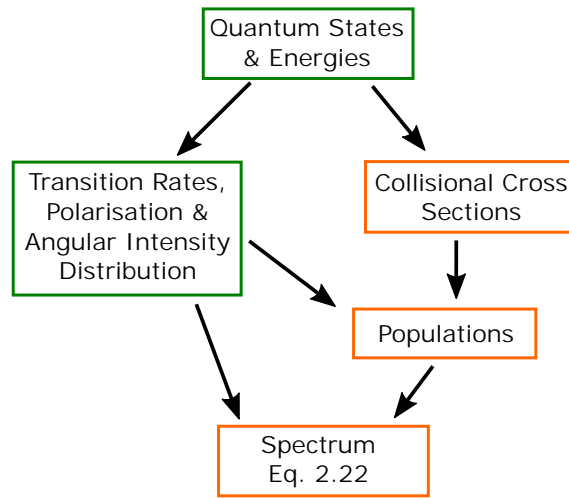 Quantum States
& Energies
Transition Rates,
Polarisation &
Angular Intensity
Distribution
Collisional Cross
Sections
Populations
Spectrum
Eq. 2.22